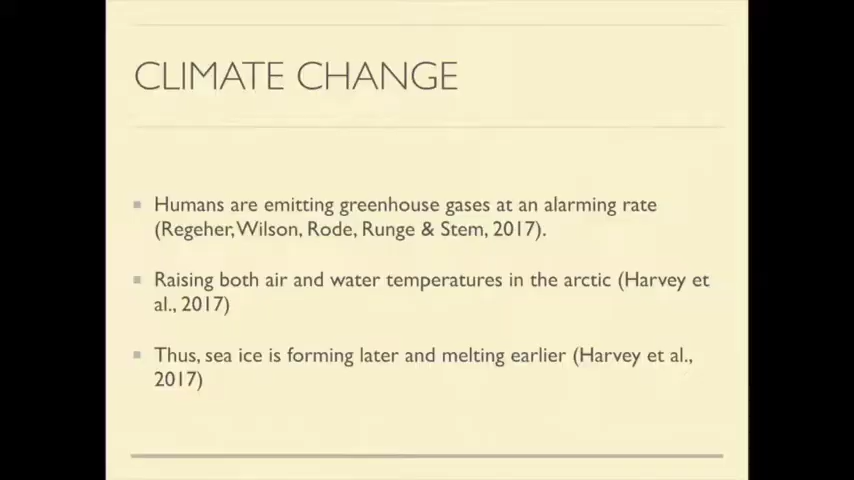 CLIMATE CHANGE
Humans are emitting greenhouse gases at an alarming rate
(Regeher, Wilson, Rode, Runge & Stem, 2017).
Raising both air and water temperatures in the arctic (Harvey et
al., 2017)
Thus, sea ice is forming later and melting earlier (Harvey et al.,
2017)